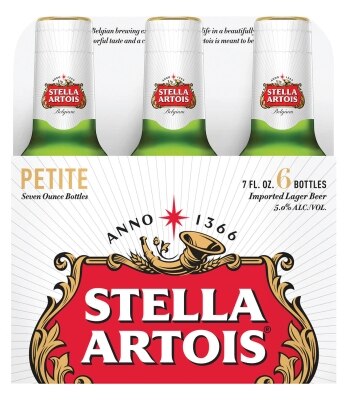 Belgian brewing
life in a beautifully
taste and a
Artois is meant to be
STELLA
ARTOIS
Belgium
STELLA
ARTOIS
Belgium
STELLA
ARTOIS
Belgium
PETITE
Seven Ounce Bottles
7 FL. OZ. 6 BOTTLES
Imported Lager Beer
5.0% ALC./VOL.
ANNO 1366
STELLA
ARTOIS®